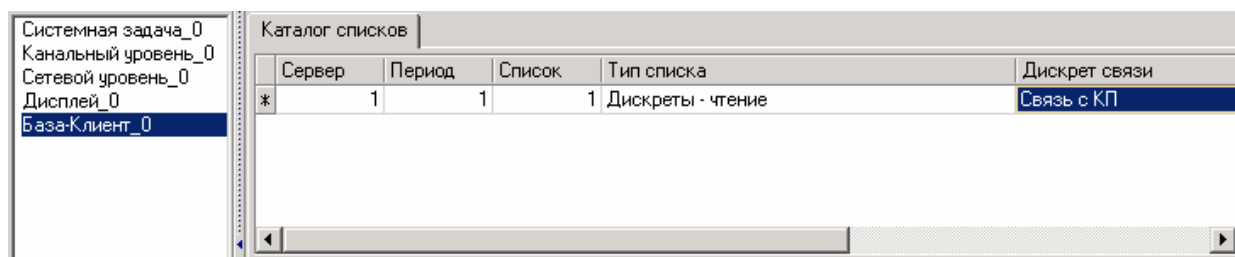 Системная задача_0
Канальный уровень_0
Сетевой уровень_0
Дисплей_0
База-Клиент_0
Каталог списков
Сервер Период Список Тип списка Дискрет связи
* 1 1 1 Дискреты - чтение Связь с КП